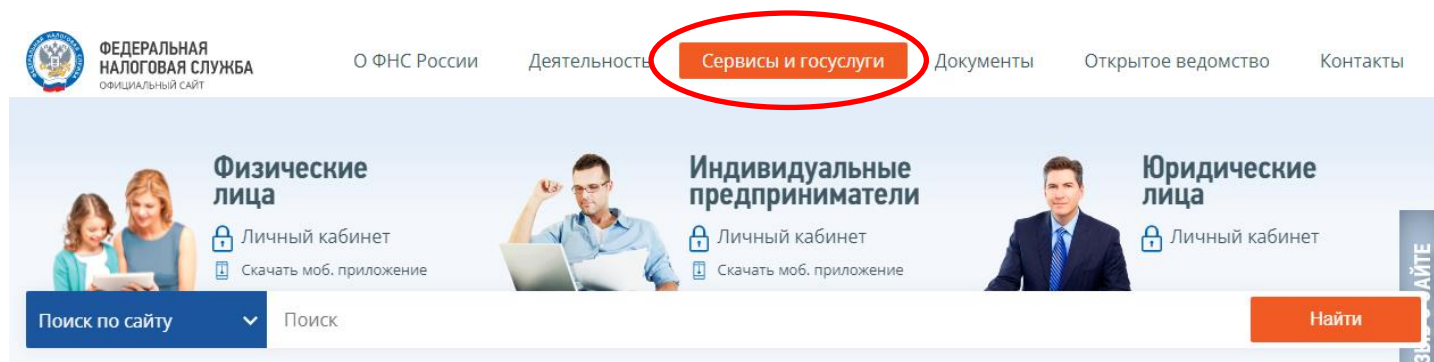 ФЕДЕРАЛЬНАЯ
НАЛОГОВАЯ СЛУЖБА
ОФИЦИАЛЬНЫЙ САЙТ
О ФНС России
Деятельность
Сервисы и госуслуги
Документы
Открытое ведомство
Контакты
Физические
лица
Личный кабинет
Скачать моб. приложение
Индивидуальные
предприниматели
Личный кабинет
Скачать моб. приложение
Юридические
лица
Личный кабинет
Поиск по сайту
Поиск
Найти